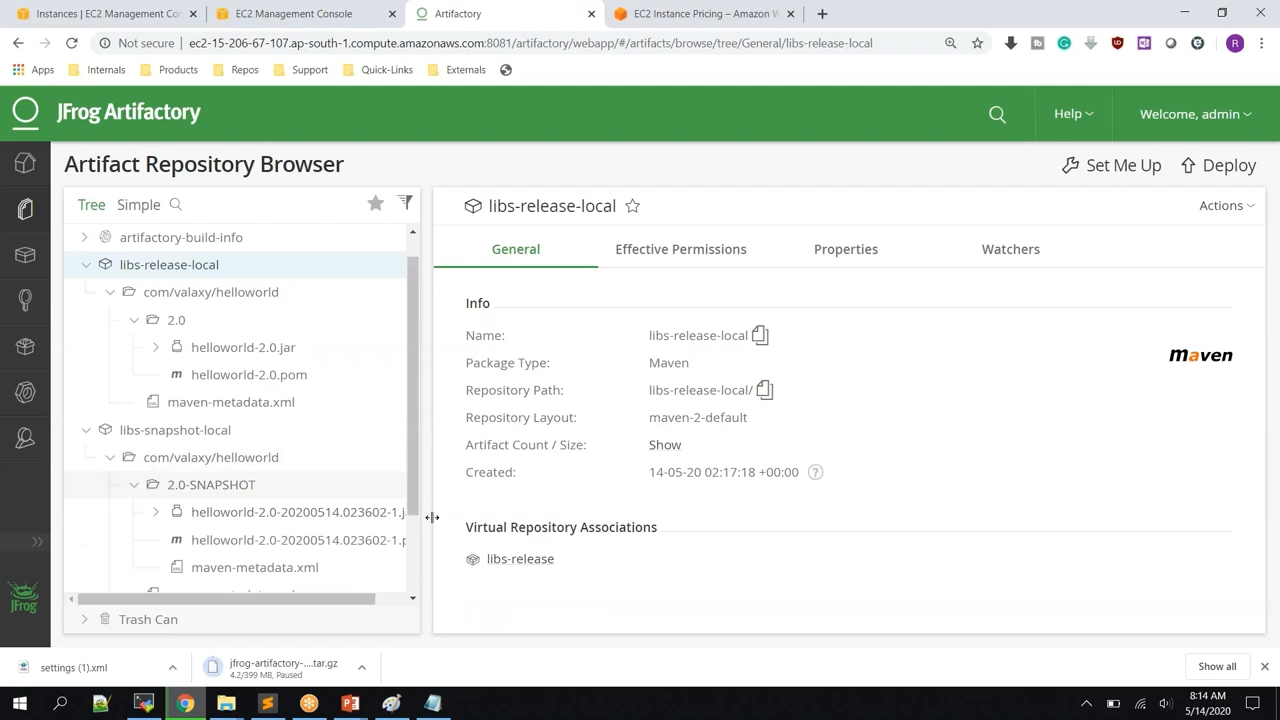 Instances | EC2 Management Con
EC2 Management Console
Artifactory
EC2 Instance Pricing – Amazon W
Not secure
ec2-15-206-67-107.ap-south-1.compute.amazonaws.com:8081/artifactory/webapp/#/artifacts/browse/tree/General/libs-release-local
R
Apps
Internals
Products
Repos
Support
Quick-Links
Externals
JFrog Artifactory
Help
Welcome, admin
Artifact Repository Browser
Set Me Up
Deploy
Tree
Simple
artifactory-build-info
libs-release-local
com/valaxy/helloworld
2.0
helloworld-2.0.jar
m helloworld-2.0.pom
maven-metadata.xml
libs-snapshot-local
com/valaxy/helloworld
2.0-SNAPSHOT
helloworld-2.0-20200514.023602-1.j
m helloworld-2.0-20200514.023602-1.p
maven-metadata.xml
Trash Can
JFrog
libs-release-local
Actions
General
Effective Permissions
Properties
Watchers
Info
Name: libs-release-local
Package Type: Maven
Repository Path: libs-release-local/
Repository Layout: maven-2-default
Artifact Count / Size: Show
Created: 14-05-20 02:17:18 +00:00 ?
maven
Virtual Repository Associations
libs-release
settings (1).xml
jfrog-artifactory-....tar.gz
4.2/399 MB, Paused
Show all
8:14 AM
5/14/2020